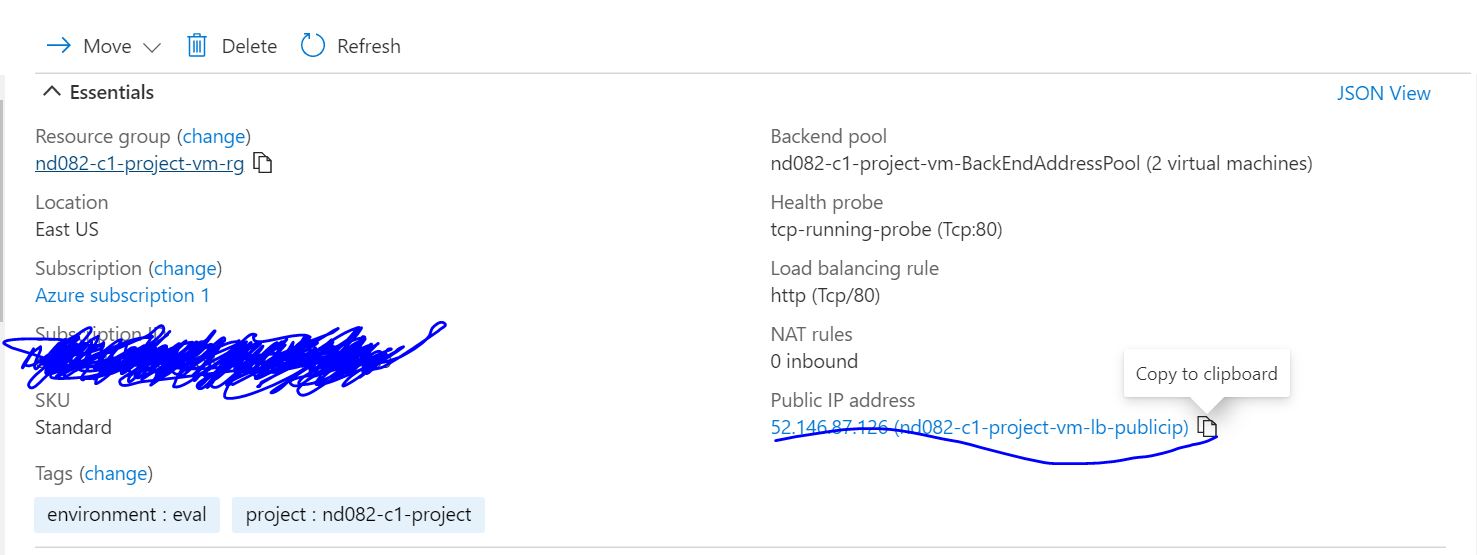 Move
Delete
Refresh
Essentials
JSON View
Resource group (change)
nd082-c1-project-vm-rg
Location
East US
Subscription (change)
Azure subscription 1
Subscription
SKU
Standard
Tags (change)
environment : eval
project : nd082-c1-project
Backend pool
nd082-c1-project-vm-BackEndAddressPool (2 virtual machines)
Health probe
tcp-running-probe (Tcp:80)
Load balancing rule
http (Tcp/80)
NAT rules
0 inbound
Copy to clipboard
Public IP address
52.146.87.126 (nd082-c1-project-vm-lb-publicip)